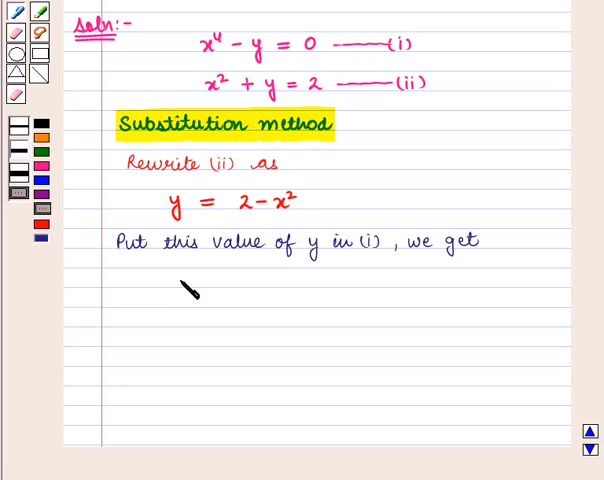 Soln:-
x⁴ - y = 0 ——(i)
x² + y = 2 ——(ii)
Substitution method
Rewrite (ii) as
y = 2 - x²
Put this value of y in (i), we get